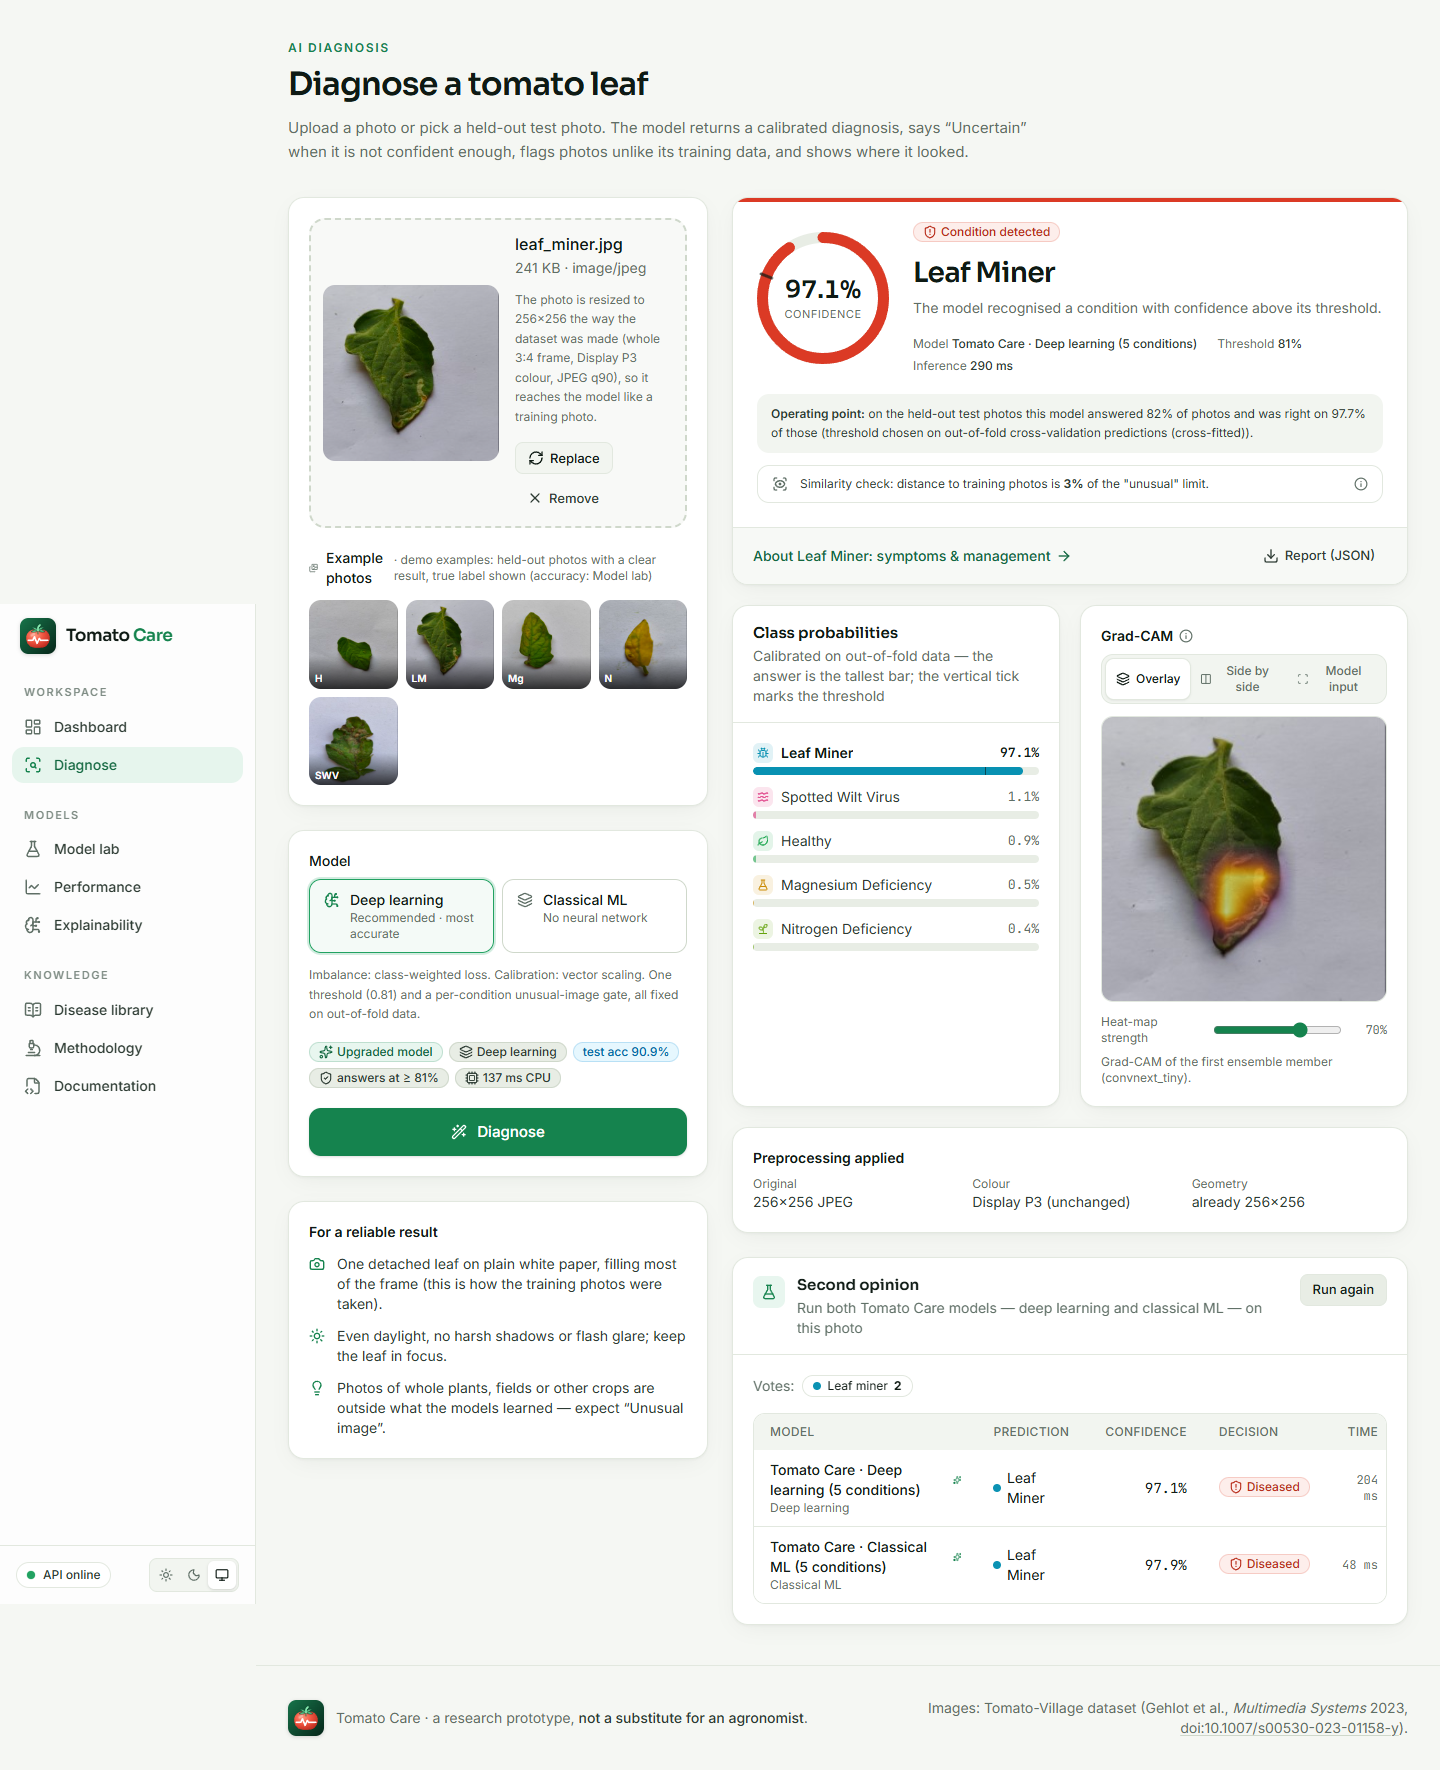 AI DIAGNOSIS
Diagnose a tomato leaf
Upload a photo or pick a held-out test photo. The model returns a calibrated diagnosis, says “Uncertain”
when it is not confident enough, flags photos unlike its training data, and shows where it looked.
Tomato Care
WORKSPACE
Dashboard
Diagnose
MODELS
Model lab
Performance
Explainability
KNOWLEDGE
Disease library
Methodology
Documentation
API online
leaf_miner.jpg
241 KB · image/jpeg
The photo is resized to
256×256 the way the
dataset was made (whole
3:4 frame, Display P3
colour, JPEG q90), so it
reaches the model like a
training photo.
Replace
Remove
Example
photos
· demo examples: held-out photos with a clear
result, true label shown (accuracy: Model lab)
H
LM
Mg
N
SWV
Model
Deep learning
Recommended · most
accurate
Classical ML
No neural network
Imbalance: class-weighted loss. Calibration: vector scaling. One
threshold (0.81) and a per-condition unusual-image gate, all fixed
on out-of-fold data.
Upgraded model
Deep learning
test acc 90.9%
answers at ≥ 81%
137 ms CPU
Diagnose
For a reliable result
One detached leaf on plain white paper, filling most
of the frame (this is how the training photos were
taken).
Even daylight, no harsh shadows or flash glare; keep
the leaf in focus.
Photos of whole plants, fields or other crops are
outside what the models learned — expect “Unusual
image”.
97.1%
CONFIDENCE
Condition detected
Leaf Miner
The model recognised a condition with confidence above its threshold.
Model Tomato Care · Deep learning (5 conditions) Threshold 81%
Inference 290 ms
Operating point: on the held-out test photos this model answered 82% of photos and was right on 97.7%
of those (threshold chosen on out-of-fold cross-validation predictions (cross-fitted)).
Similarity check: distance to training photos is 3% of the "unusual" limit.
About Leaf Miner: symptoms & management →
Report (JSON)
Class probabilities
Calibrated on out-of-fold data — the
answer is the tallest bar; the vertical tick
marks the threshold
Leaf Miner 97.1%
Spotted Wilt Virus 1.1%
Healthy 0.9%
Magnesium Deficiency 0.5%
Nitrogen Deficiency 0.4%
Grad-CAM
Overlay
Side by
side
Model
input
Heat-map
strength
70%
Grad-CAM of the first ensemble member
(convnext_tiny).
Preprocessing applied
Original
256×256 JPEG
Colour
Display P3 (unchanged)
Geometry
already 256×256
Second opinion
Run both Tomato Care models — deep learning and classical ML — on
this photo
Run again
Votes: Leaf miner 2
MODEL PREDICTION CONFIDENCE DECISION TIME
Tomato Care · Deep
learning (5 conditions)
Deep learning
Leaf
Miner
97.1%
Diseased
204
ms
Tomato Care · Classical
ML (5 conditions)
Classical ML
Leaf
Miner
97.9%
Diseased
48 ms
Tomato Care · a research prototype, not a substitute for an agronomist.
Images: Tomato-Village dataset (Gehlot et al., Multimedia Systems 2023,
doi:10.1007/s00530-023-01158-y).